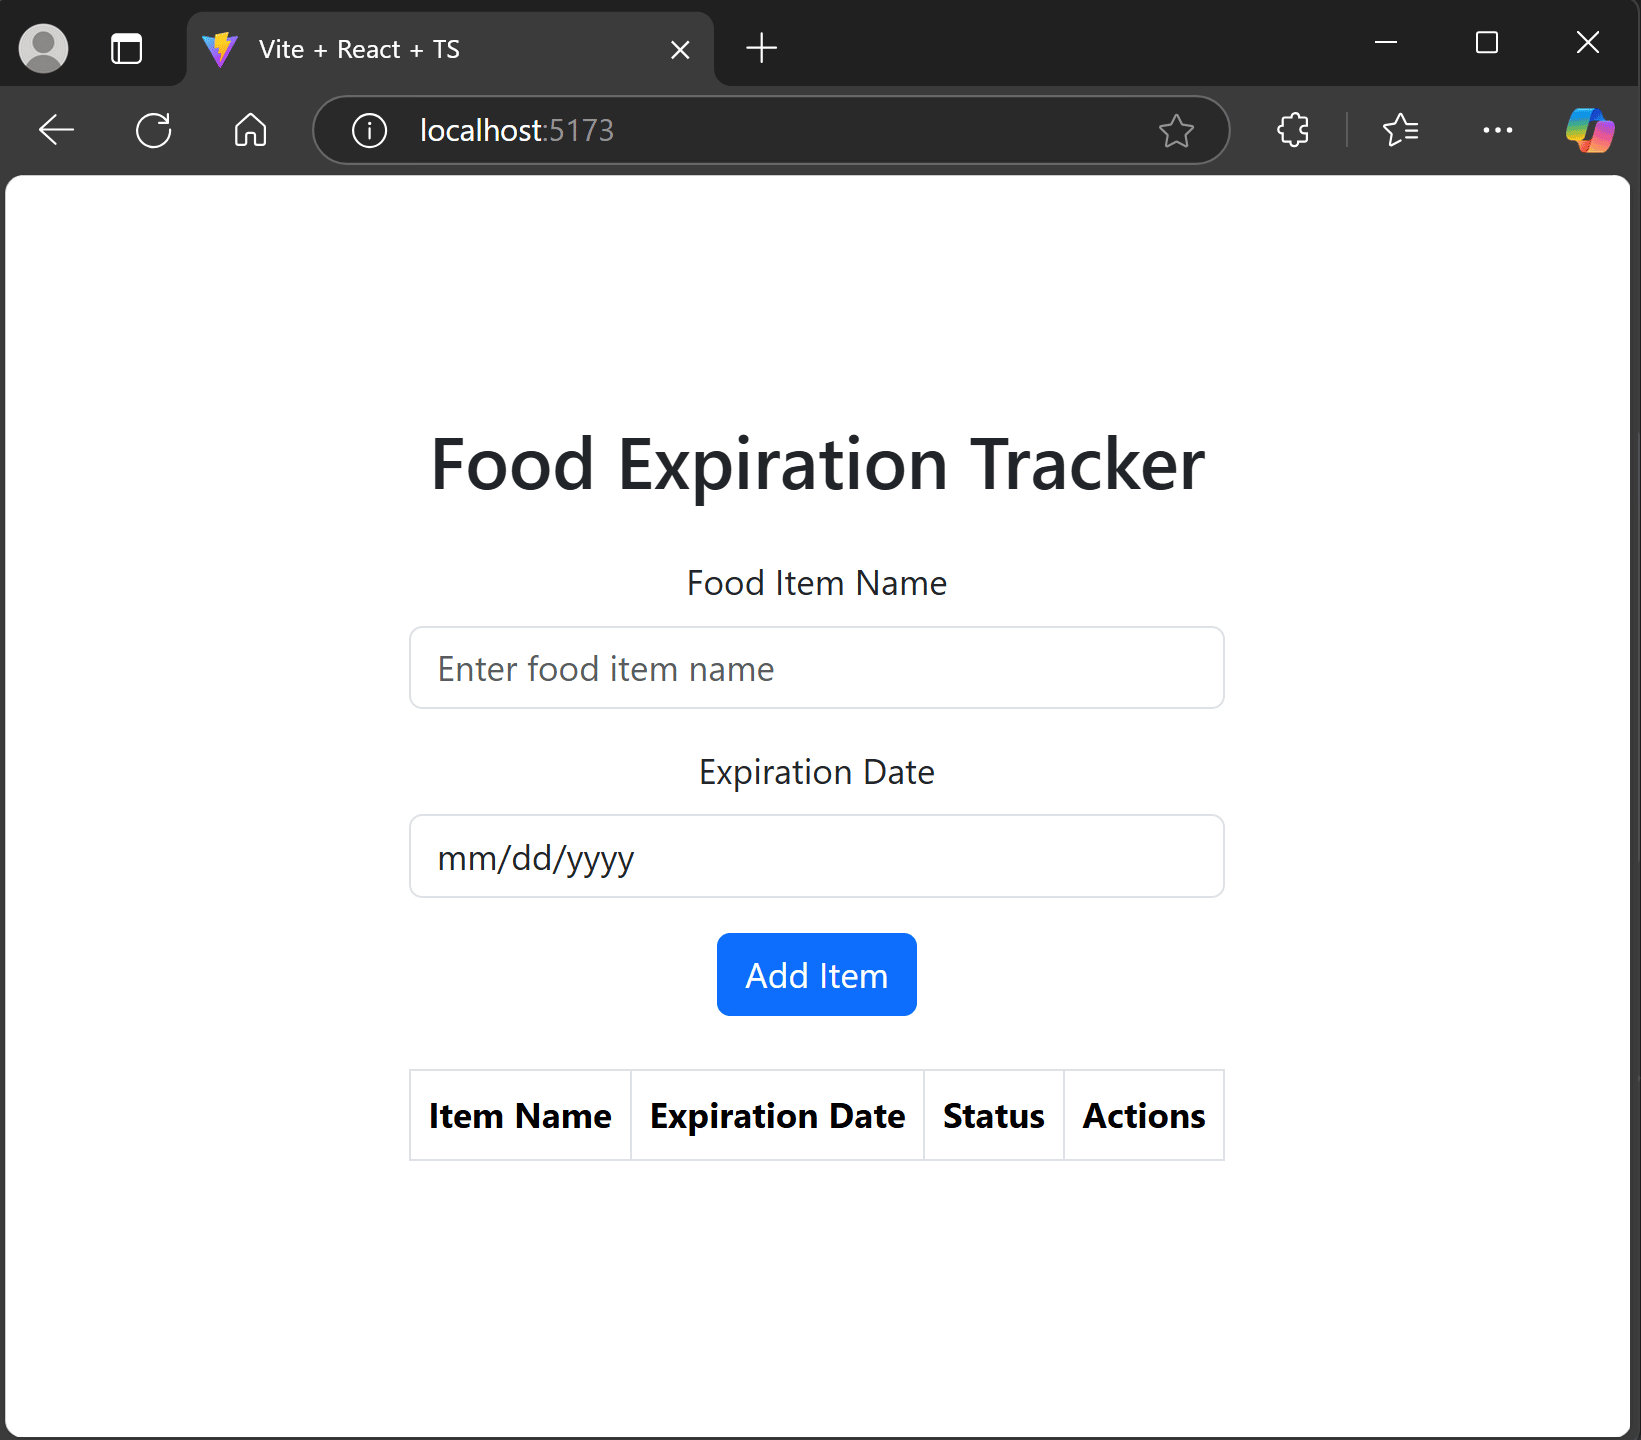 Vite + React + TS
localhost:5173
Food Expiration Tracker
Food Item Name
Enter food item name
Expiration Date
mm/dd/yyyy
Add Item
Item Name Expiration Date Status Actions